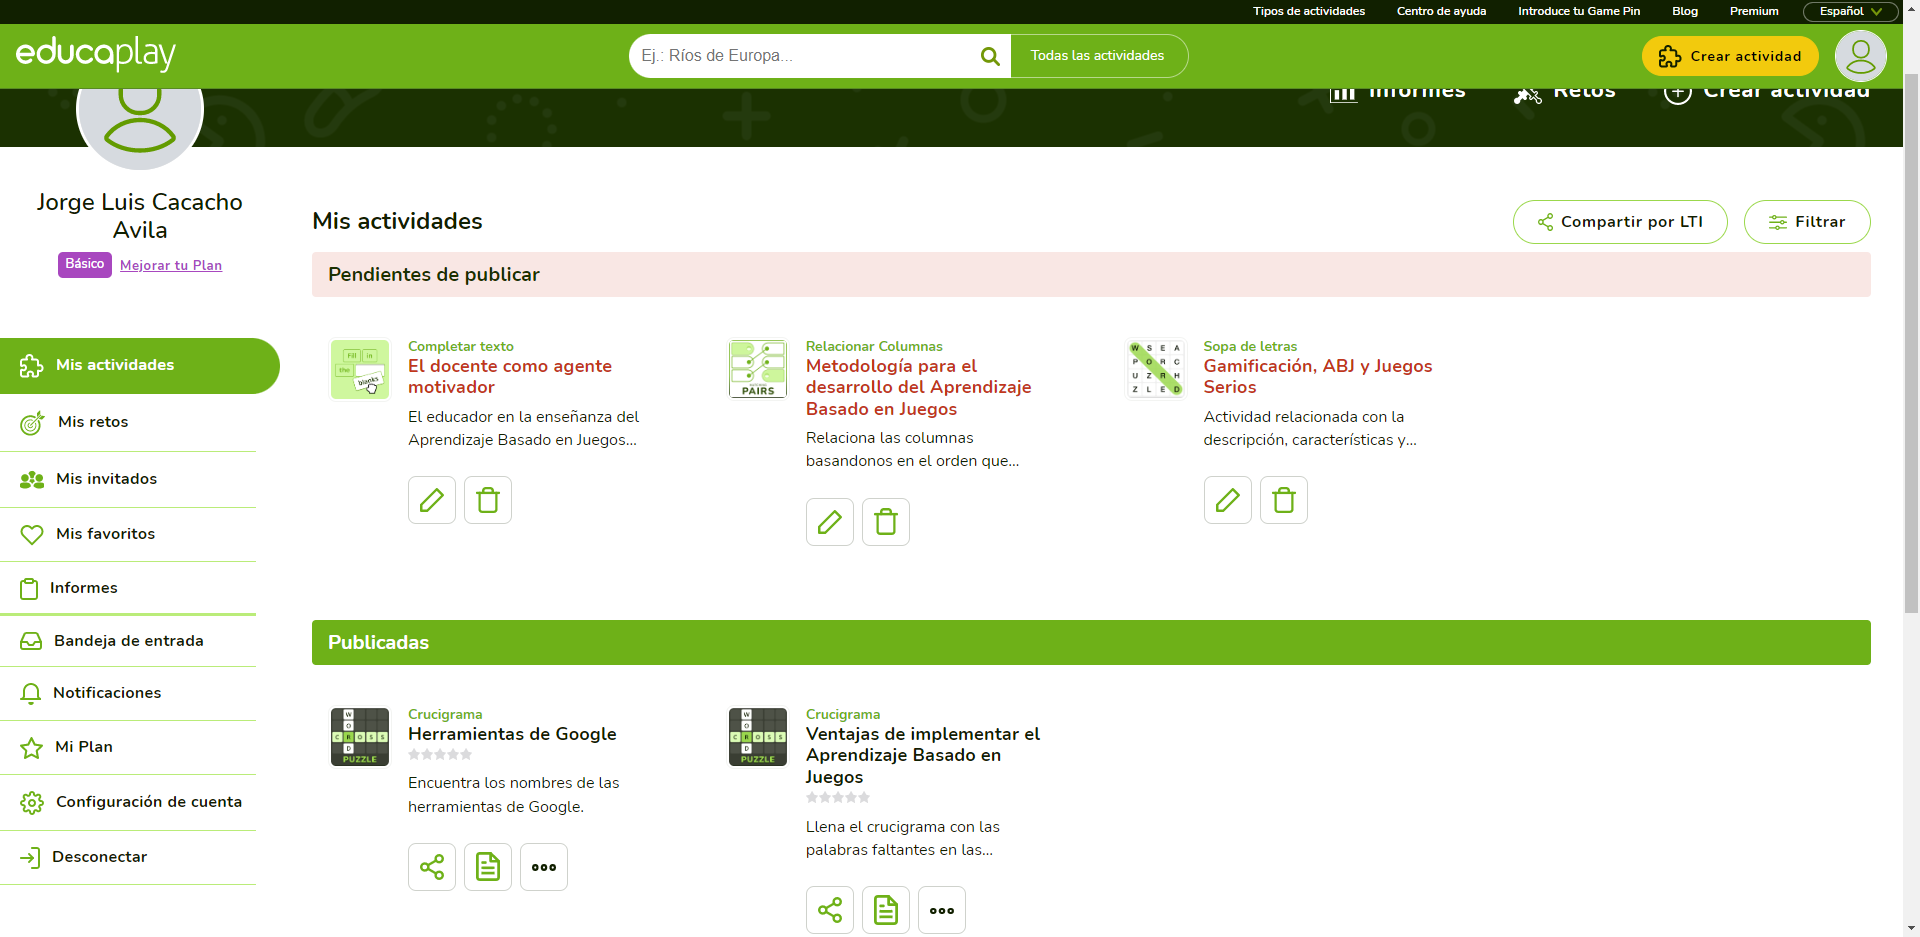 Tipos de actividades
Centro de ayuda
Introduce tu Game Pin
Blog
Premium
Español
educaplay
Ej.: Ríos de Europa...
Todas las actividades
Crear actividad
Informes
Retos
Crear actividad
Jorge Luis Cacacho
Avila
Básico
Mejorar tu Plan
Mis actividades
Mis retos
Mis invitados
Mis favoritos
Informes
Bandeja de entrada
Notificaciones
Mi Plan
Configuración de cuenta
Desconectar
Mis actividades
Compartir por LTI
Filtrar
Pendientes de publicar
Fill in
the
blanks
Completar texto
El docente como agente
motivador
El educador en la enseñanza del
Aprendizaje Basado en Juegos...
PAIRS
Relacionar Columnas
Metodología para el
desarrollo del Aprendizaje
Basado en Juegos
Relaciona las columnas
basandonos en el orden que...
W S E A
P O R C
U Z R H
Z L E D
Sopa de letras
Gamificación, ABJ y Juegos
Serios
Actividad relacionada con la
descripción, características y...
Publicadas
W
O
C R O S S
D
PUZZLE
Crucigrama
Herramientas de Google
Encuentra los nombres de las
herramientas de Google.
W
O
C R O S S
D
PUZZLE
Crucigrama
Ventajas de implementar el
Aprendizaje Basado en
Juegos
Llena el crucigrama con las
palabras faltantes en las...